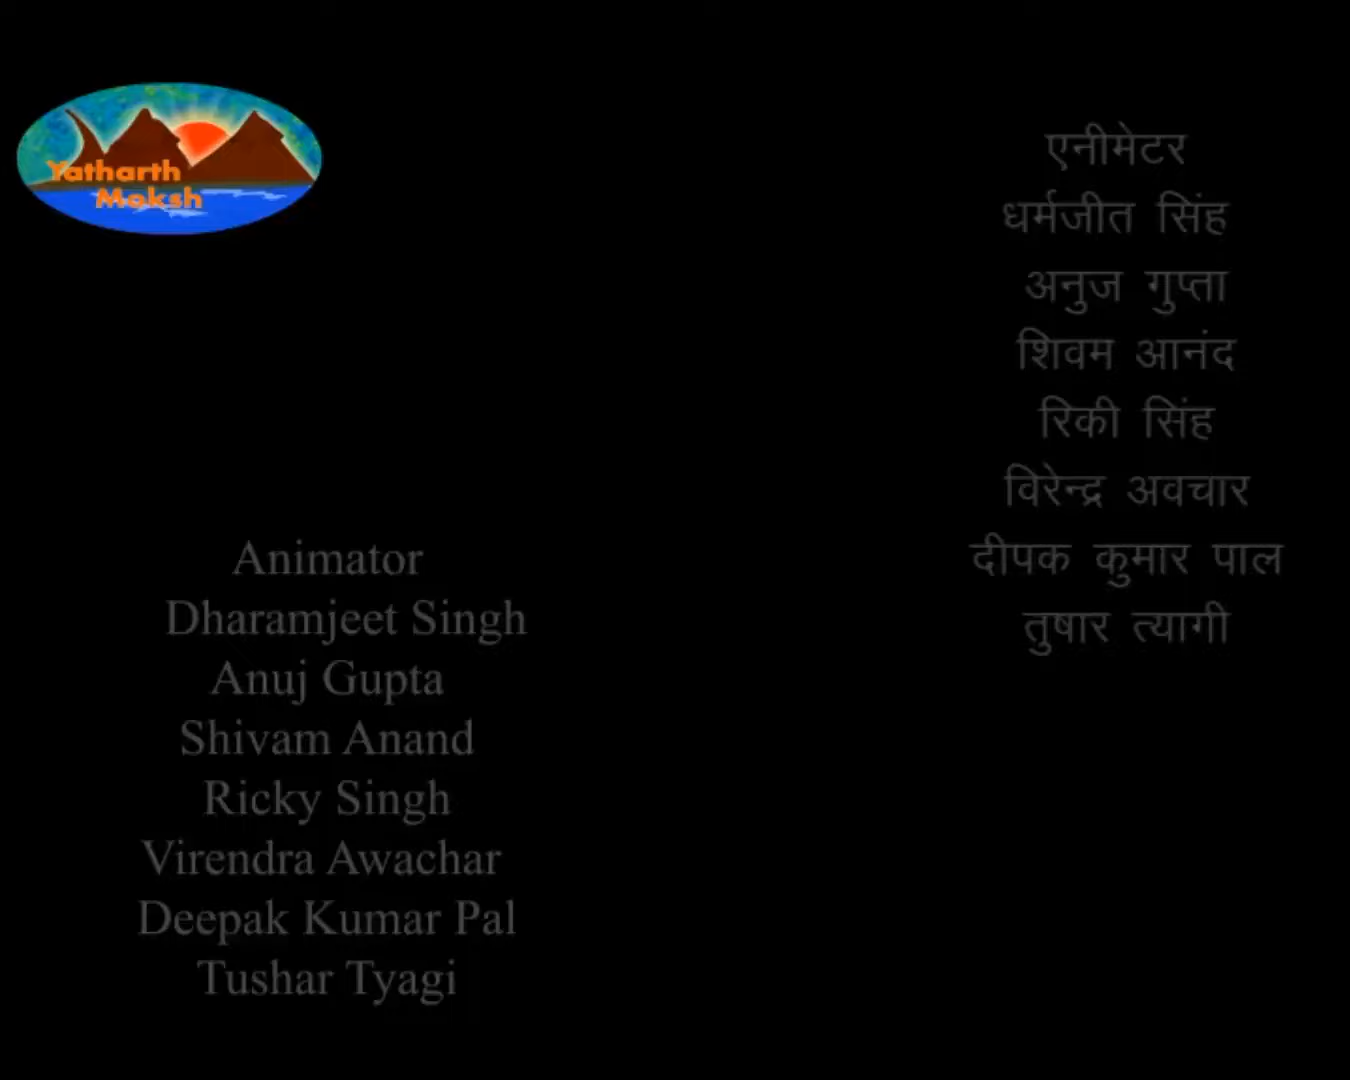 Yatharth
Moksh
एनीमेटर
धर्मजीत सिंह
अनुज गुप्ता
शिवम आनंद
रिकी सिंह
विरेन्द्र अवचार
दीपक कुमार पाल
तुषार त्यागी
Animator
Dharamjeet Singh
Anuj Gupta
Shivam Anand
Ricky Singh
Virendra Awachar
Deepak Kumar Pal
Tushar Tyagi